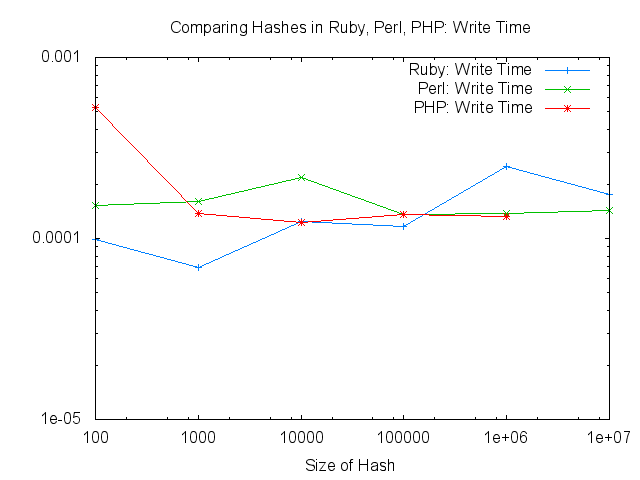 Comparing Hashes in Ruby, Perl, PHP: Write Time
0.001
Ruby: Write Time
Perl: Write Time
PHP: Write Time
0.0001
1e-05
100 1000 10000 100000 1e+06 1e+07
Size of Hash